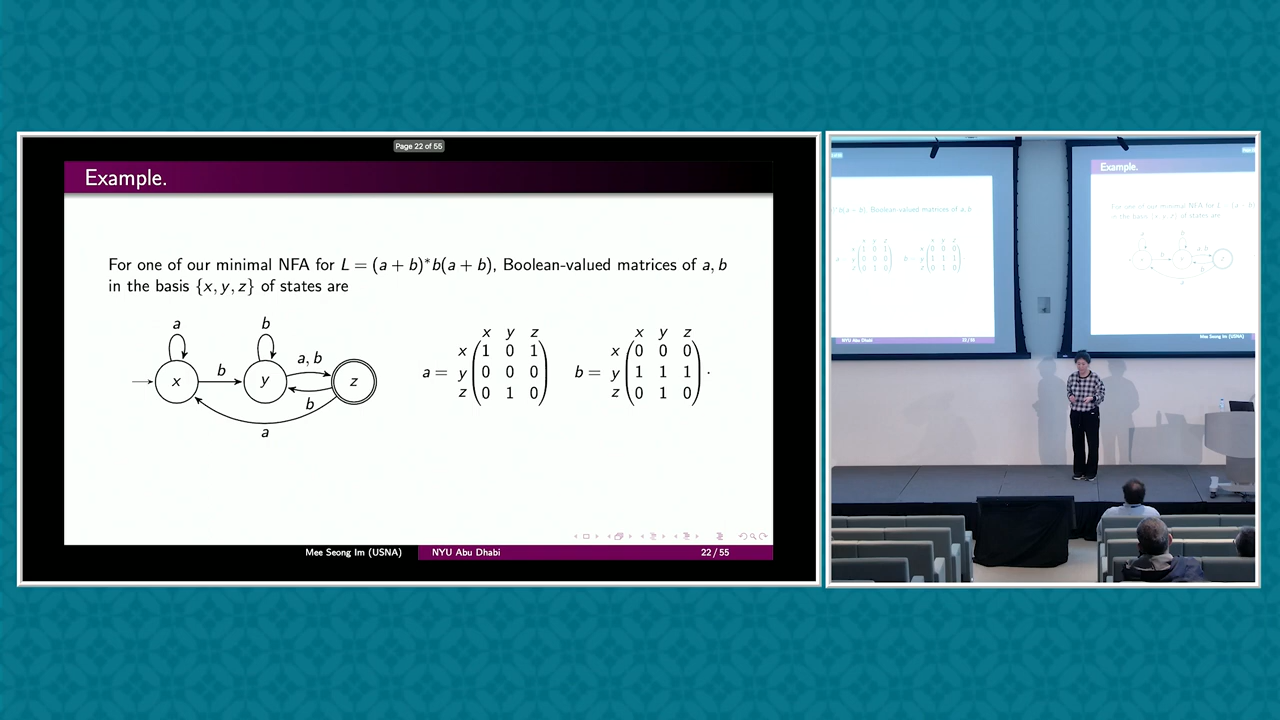 Page 22 of 55
Example.
For one of our minimal NFA for L = (a + b)*b(a + b), Boolean-valued matrices of a, b
in the basis {x, y, z} of states are
a b
x b y a, b z
b
a
x y z
x 1 0 1
a = y 0 0 0
z 0 1 0
x y z
x 0 0 0
b = y 1 1 1 .
z 0 1 0
Mee Seong Im (USNA) NYU Abu Dhabi 22 / 55
Example.